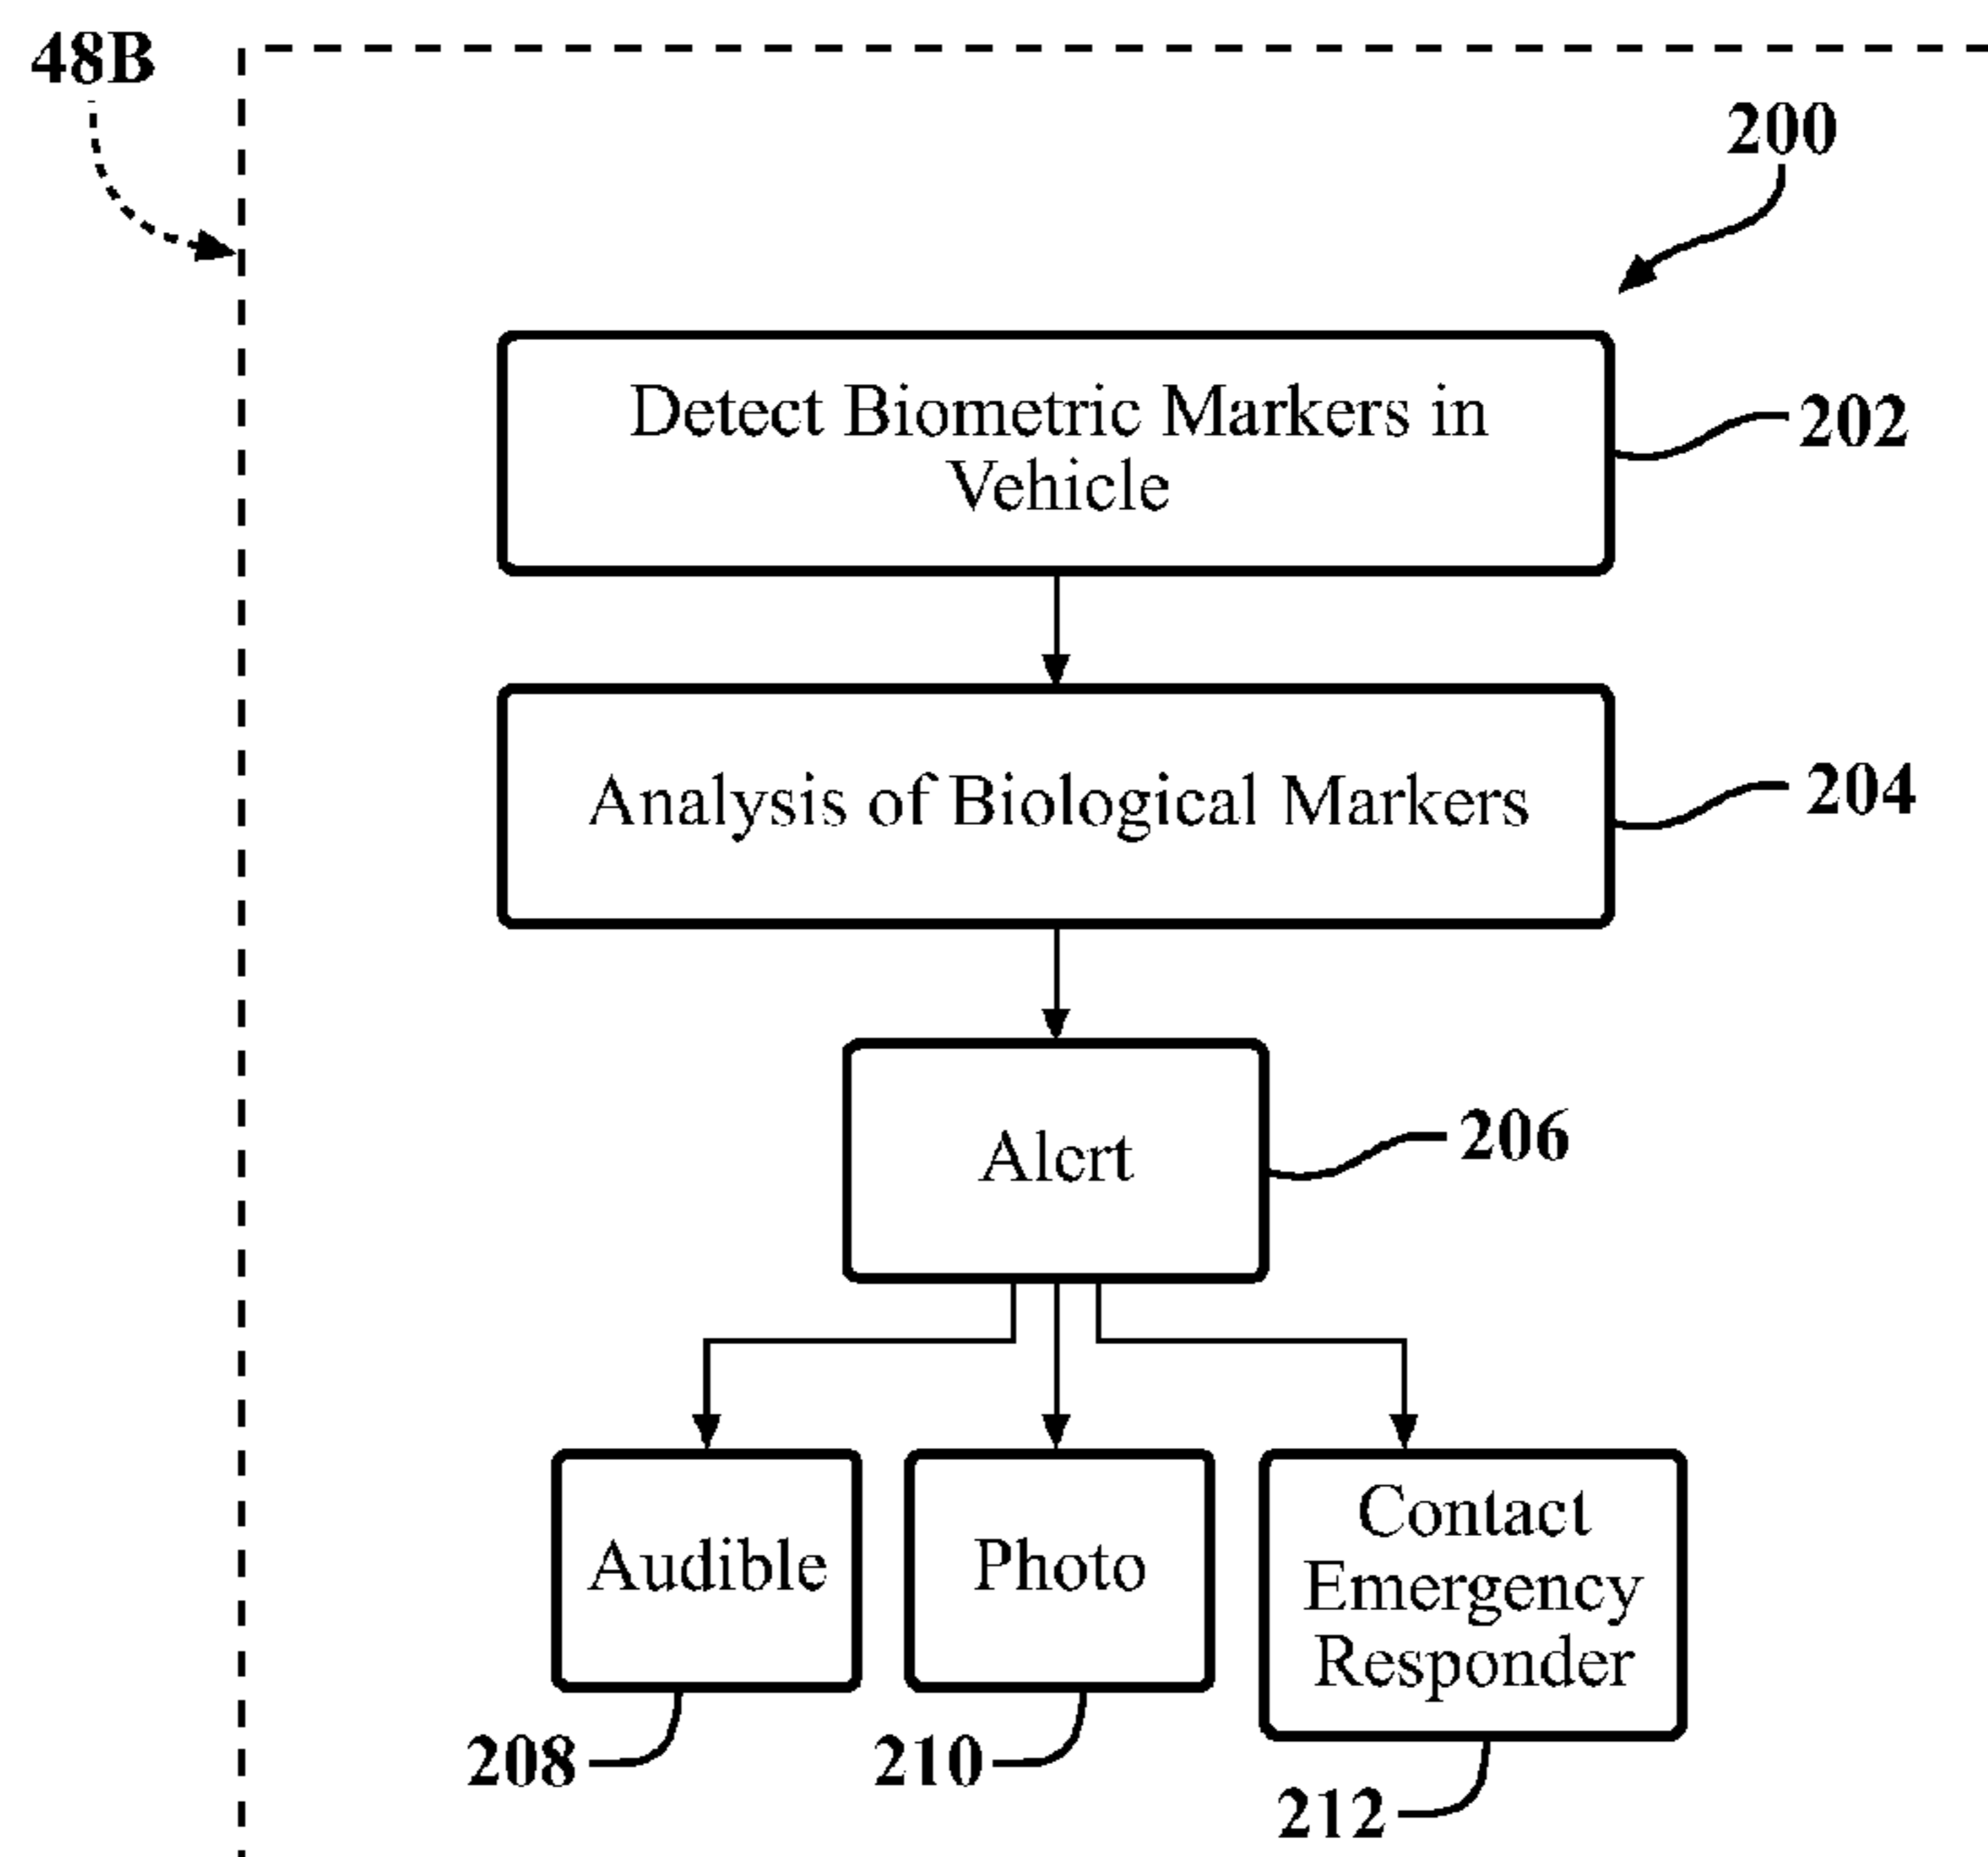 48B
200
Detect Biometric Markers in
Vehicle
202
Analysis of Biological Markers
204
Alert
206
Audible
Photo
Contact
Emergency
Responder
208
210
212